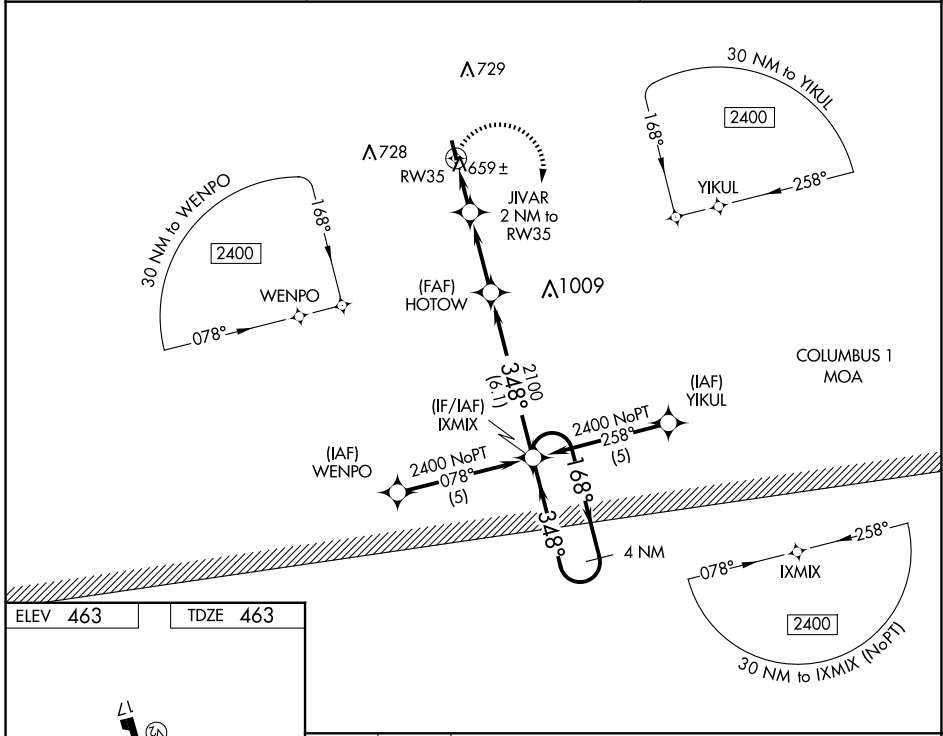 729
728
659 ±
RW35
JIVAR
2 NM to
RW35
30 NM to YIKUL
2400
168°
258°
YIKUL
30 NM to WENPO
2400
168°
WENPO
078°
(FAF)
HOTOW
1009
COLUMBUS 1
MOA
2100
348°
(6.1)
(IF/IAF)
IXMIX
(IAF)
YIKUL
2400 NoPT
258°
(5)
(IAF)
WENPO
2400 NoPT
078°
(5)
168°
348°
4 NM
078°
258°
IXMIX
2400
30 NM to IXMIX (NoPT)
ELEV 463
TDZE 463
17